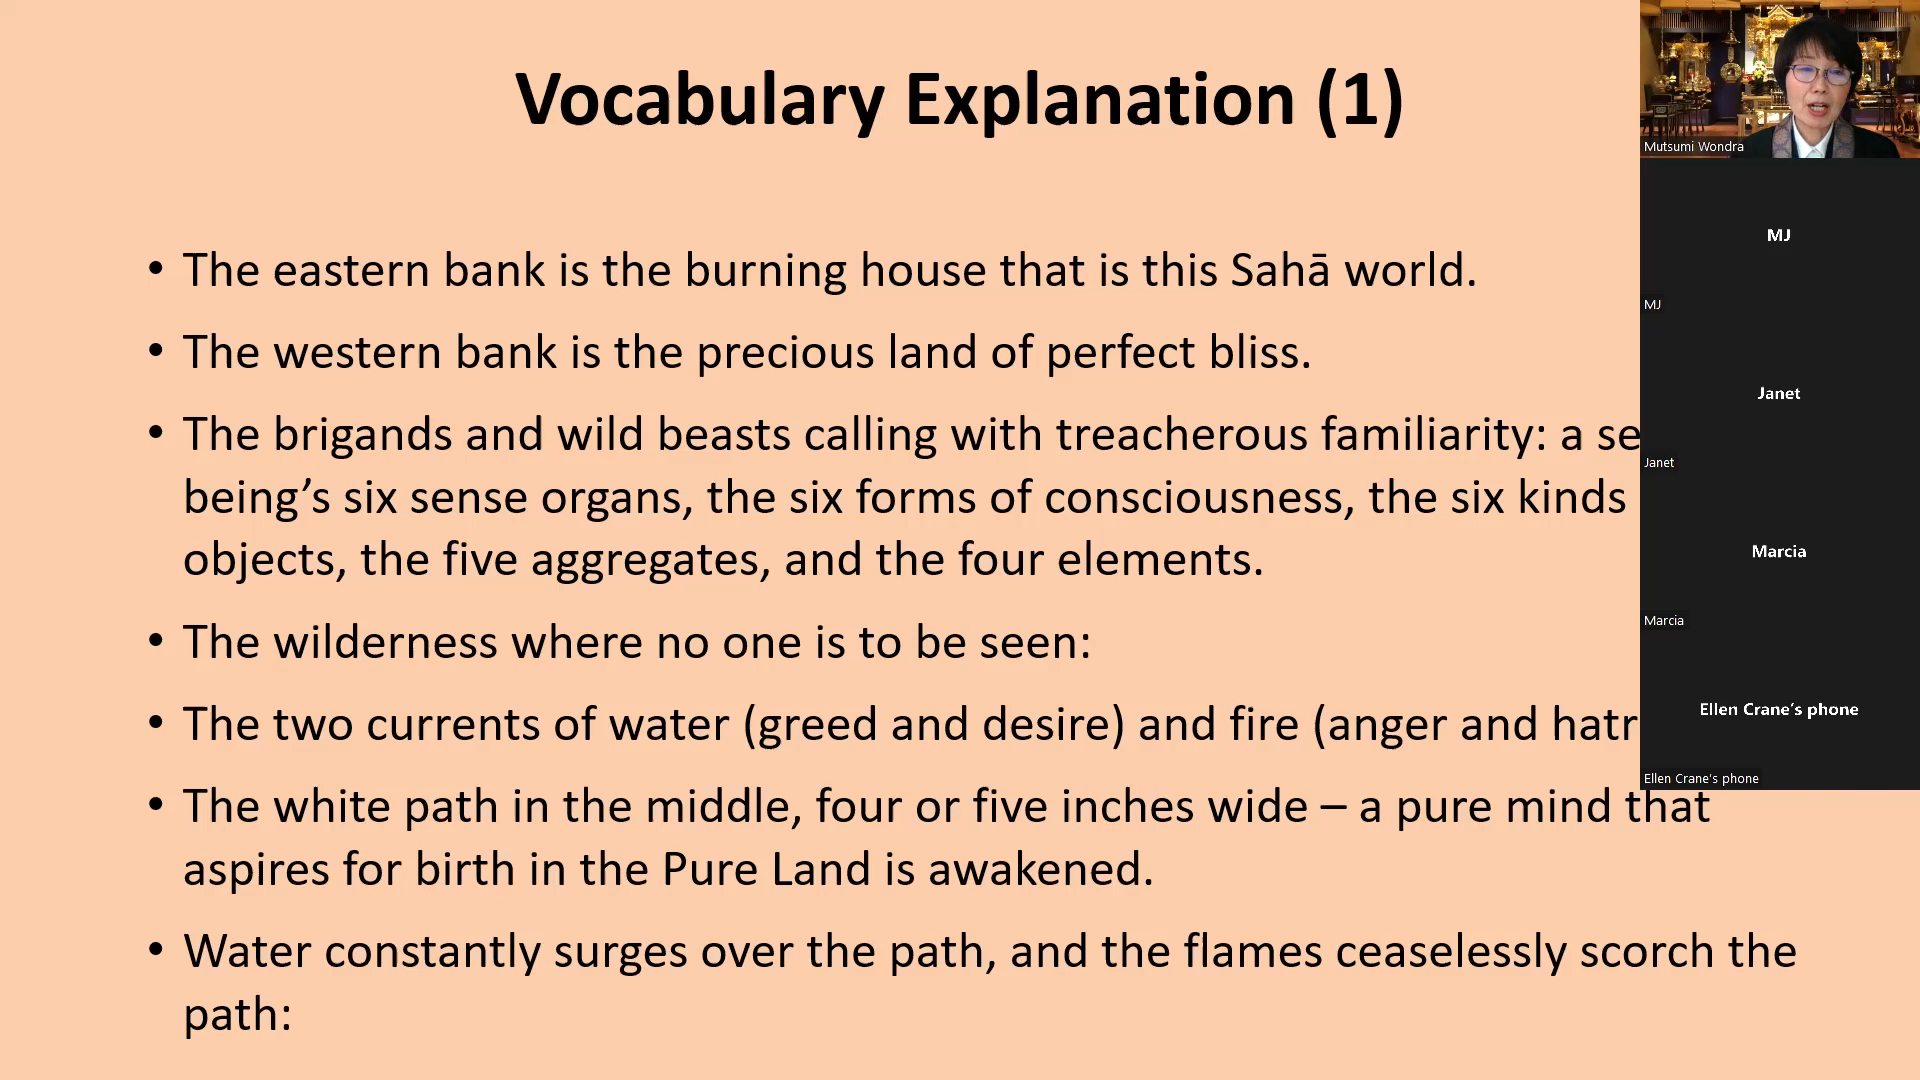 Vocabulary Explanation (1)
• The eastern bank is the burning house that is this Sahā world.
• The western bank is the precious land of perfect bliss.
• The brigands and wild beasts calling with treacherous familiarity: a se
being’s six sense organs, the six forms of consciousness, the six kinds
objects, the five aggregates, and the four elements.
• The wilderness where no one is to be seen:
• The two currents of water (greed and desire) and fire (anger and hatr
• The white path in the middle, four or five inches wide – a pure mind that
aspires for birth in the Pure Land is awakened.
• Water constantly surges over the path, and the flames ceaselessly scorch the
path:
Mutsumi Wondra
MJ
MJ
Janet
Janet
Marcia
Marcia
Ellen Crane’s phone
Ellen Crane's phone